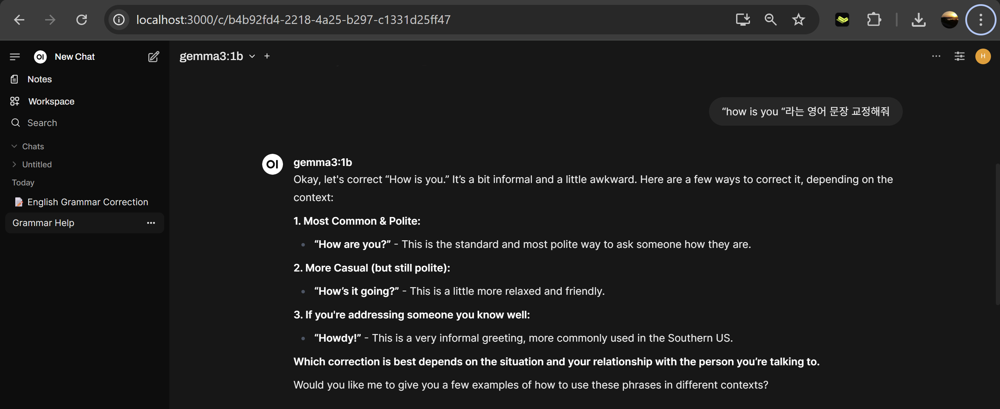 localhost:3000/c/b4b92fd4-2218-4a25-b297-c1331d25ff47
OI New Chat
Notes
Workspace
Search
Chats
Untitled
Today
English Grammar Correction
Grammar Help
gemma3:1b
H
“how is you “라는 영어 문장 교정해줘
OI gemma3:1b
Okay, let's correct “How is you.” It’s a bit informal and a little awkward. Here are a few ways to correct it, depending on the
context:
1. Most Common & Polite:
“How are you?” - This is the standard and most polite way to ask someone how they are.
2. More Casual (but still polite):
“How’s it going?” - This is a little more relaxed and friendly.
3. If you're addressing someone you know well:
“Howdy!” - This is a very informal greeting, more commonly used in the Southern US.
Which correction is best depends on the situation and your relationship with the person you’re talking to.
Would you like me to give you a few examples of how to use these phrases in different contexts?